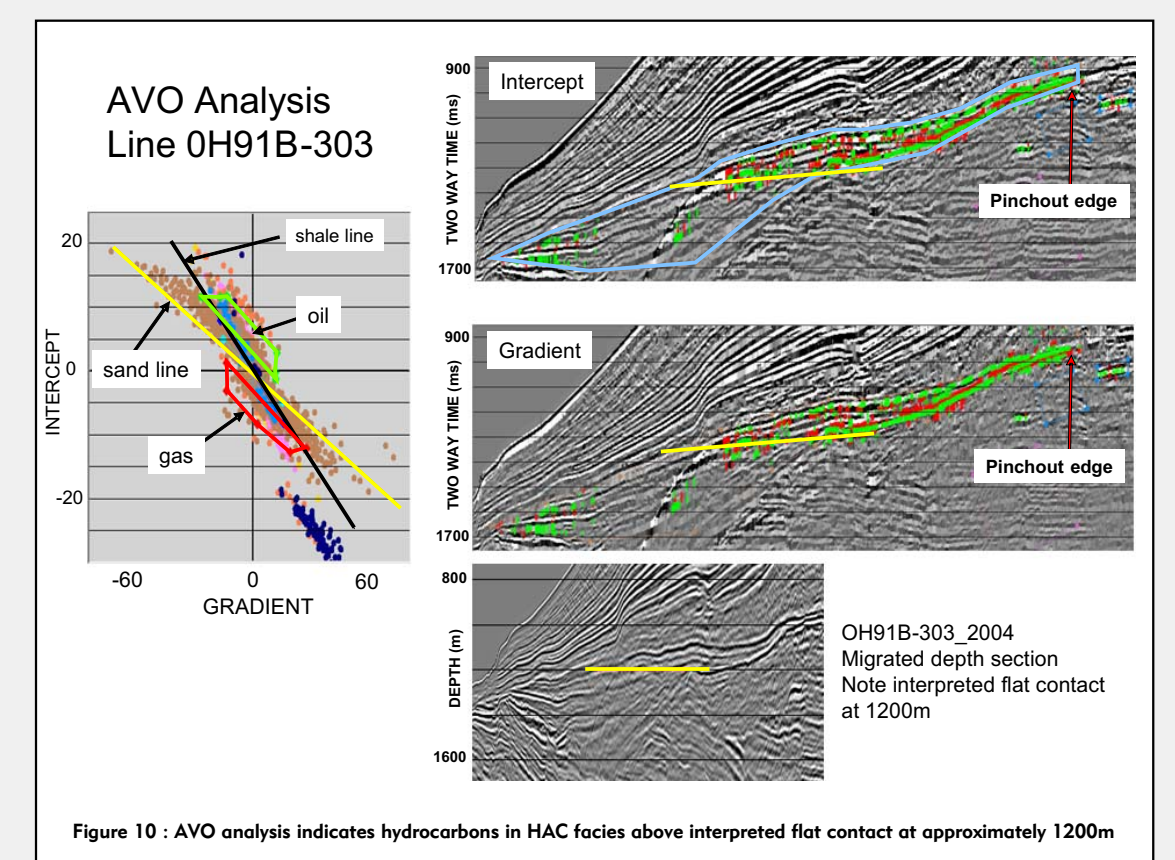 AVO Analysis
Line 0H91B-303
20
0
-20
INTERCEPT
-60
0
60
GRADIENT
shale line
oil
sand line
gas
900
TWO WAY TIME (ms)
1700
Intercept
Pinchout edge
900
TWO WAY TIME (ms)
1700
Gradient
Pinchout edge
800
DEPTH (m)
1600
OH91B-303_2004
Migrated depth section
Note interpreted flat contact
at 1200m
Figure 10 : AVO analysis indicates hydrocarbons in HAC facies above interpreted flat contact at approximately 1200m